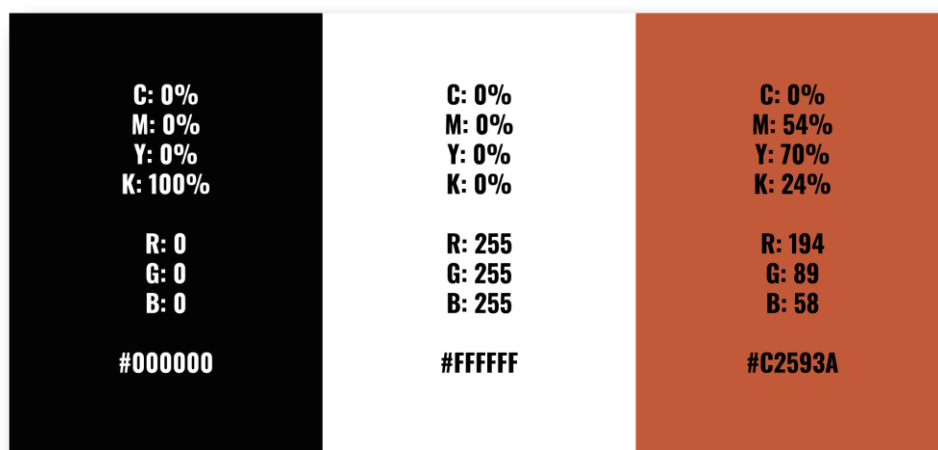 C: 0%
M: 0%
Y: 0%
K: 100%
R: 0
G: 0
B: 0
#000000
C: 0%
M: 0%
Y: 0%
K: 0%
R: 255
G: 255
B: 255
#FFFFFF
C: 0%
M: 54%
Y: 70%
K: 24%
R: 194
G: 89
B: 58
#C2593A